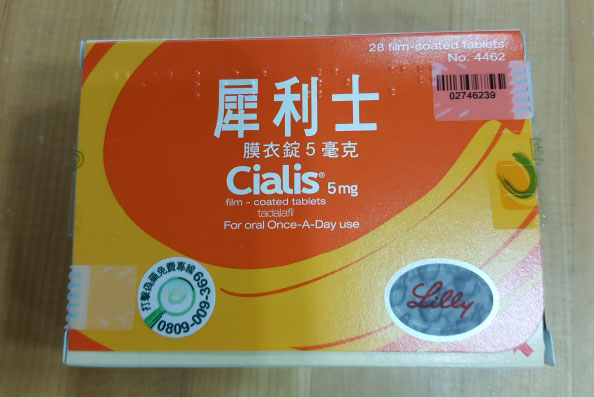 28 film-coated tablets
No. 4462
02746239
犀利士
膜衣錠5毫克
Cialis® 5mg
film - coated tablets
tadalafil
For oral Once-A-Day use
打擊偽藥免費專線
0809-009-369
Lilly